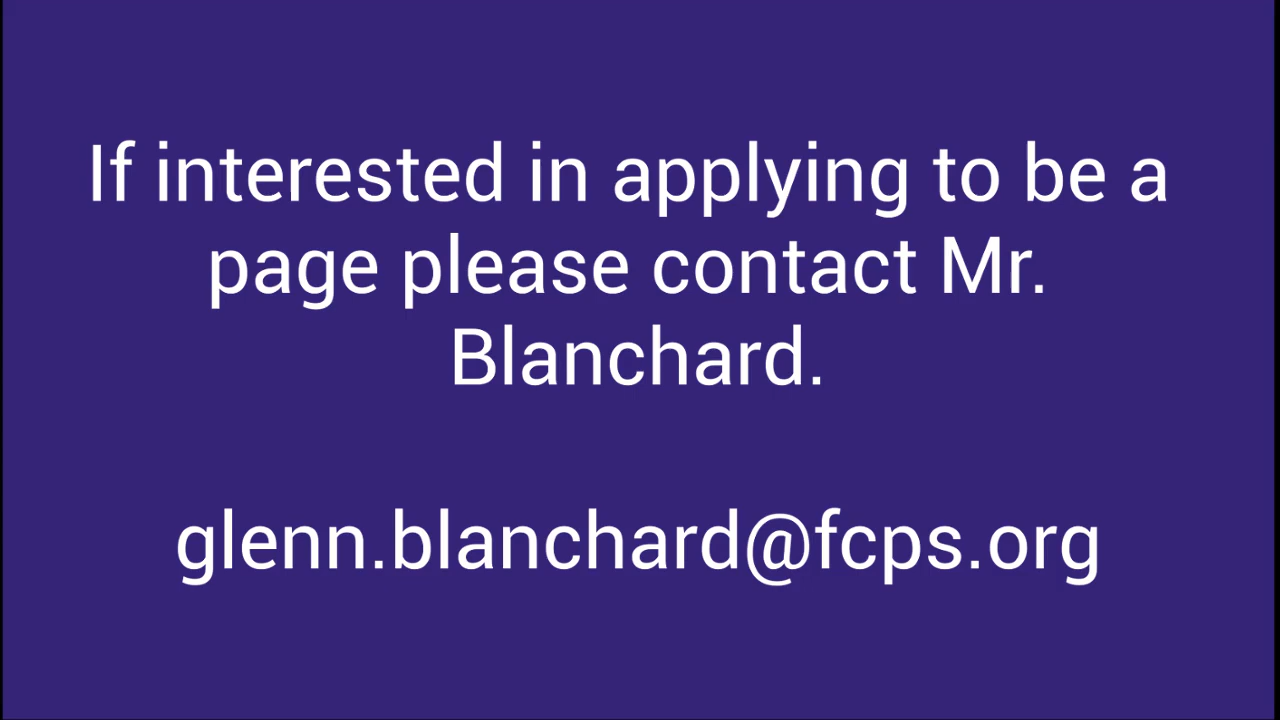 If interested in applying to be a
page please contact Mr.
Blanchard.
glenn.blanchard@fcps.org